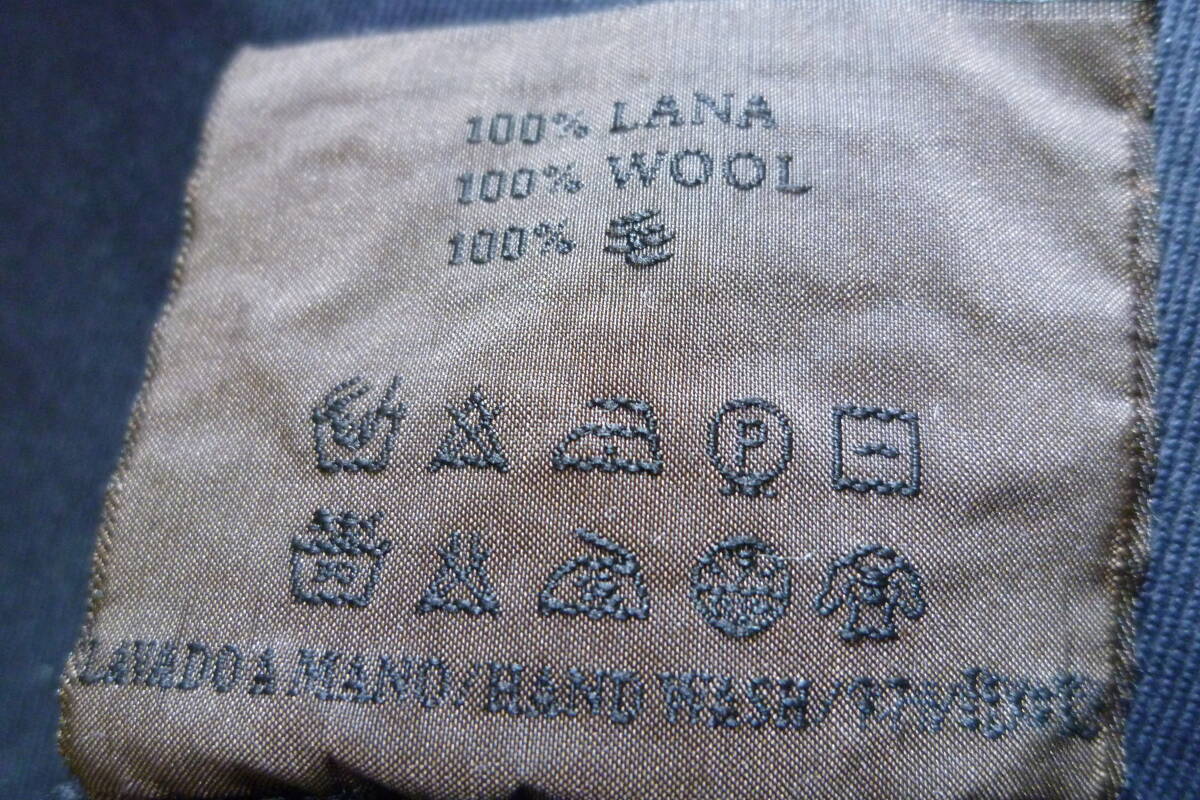 100% LANA
100% WOOL
100% 毛
P
LAVADO A MANO/HAND WASH/